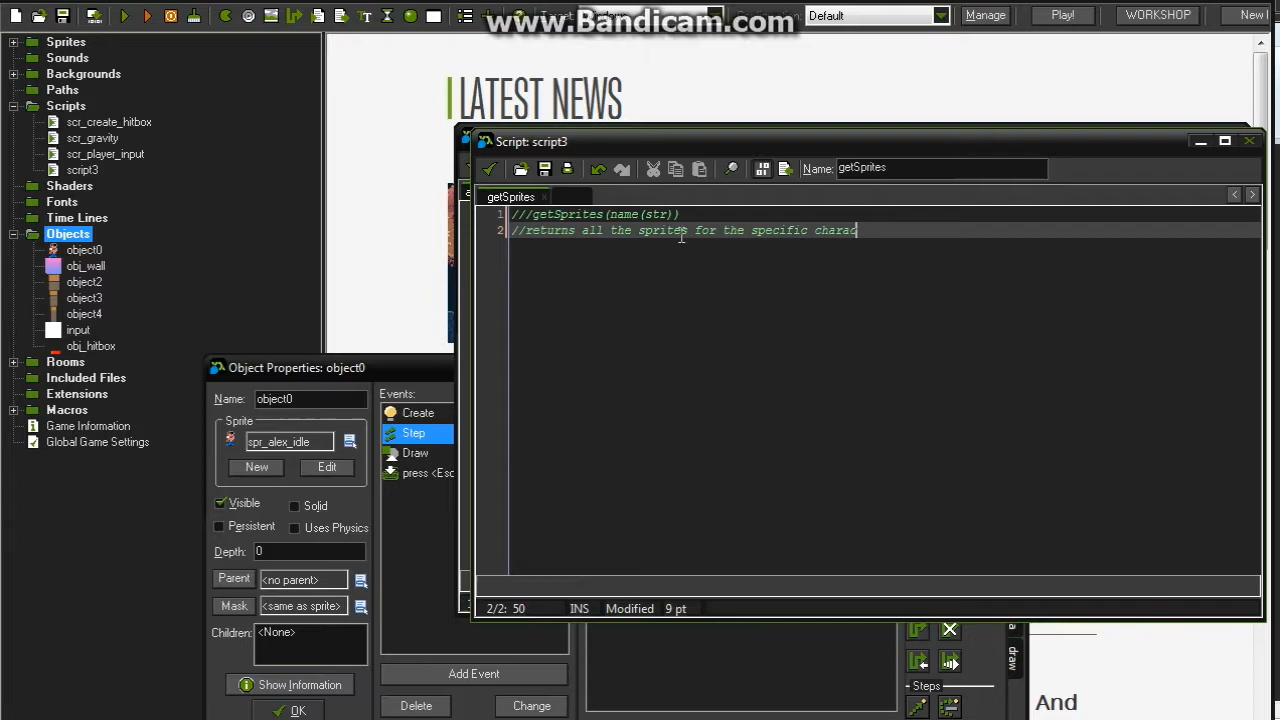 www.Bandicam.com
Target
Default
Manage
Play!
WORKSHOP
New
Sprites
Sounds
Backgrounds
Paths
Scripts
scr_create_hitbox
scr_gravity
scr_player_input
script3
Shaders
Fonts
Time Lines
Objects
object0
obj_wall
object2
object3
object4
input
obj_hitbox
Rooms
Included Files
Extensions
Macros
Game Information
Global Game Settings
LATEST NEWS
Script: script3
Name: getSprites
getSprites
1 ///getSprites(name(str))
2 //returns all the sprites for the specific charac
2/2: 50 INS Modified 9 pt
Object Properties: object0
Name: object0
Sprite
spr_alex_idle
New Edit
Visible Solid
Persistent Uses Physics
Depth: 0
Parent <no parent>
Mask <same as sprite>
Children: <None>
Show Information
OK
Events:
Create
Step
Draw
press <Esc
Add Event
Delete Change
draw
Steps
And